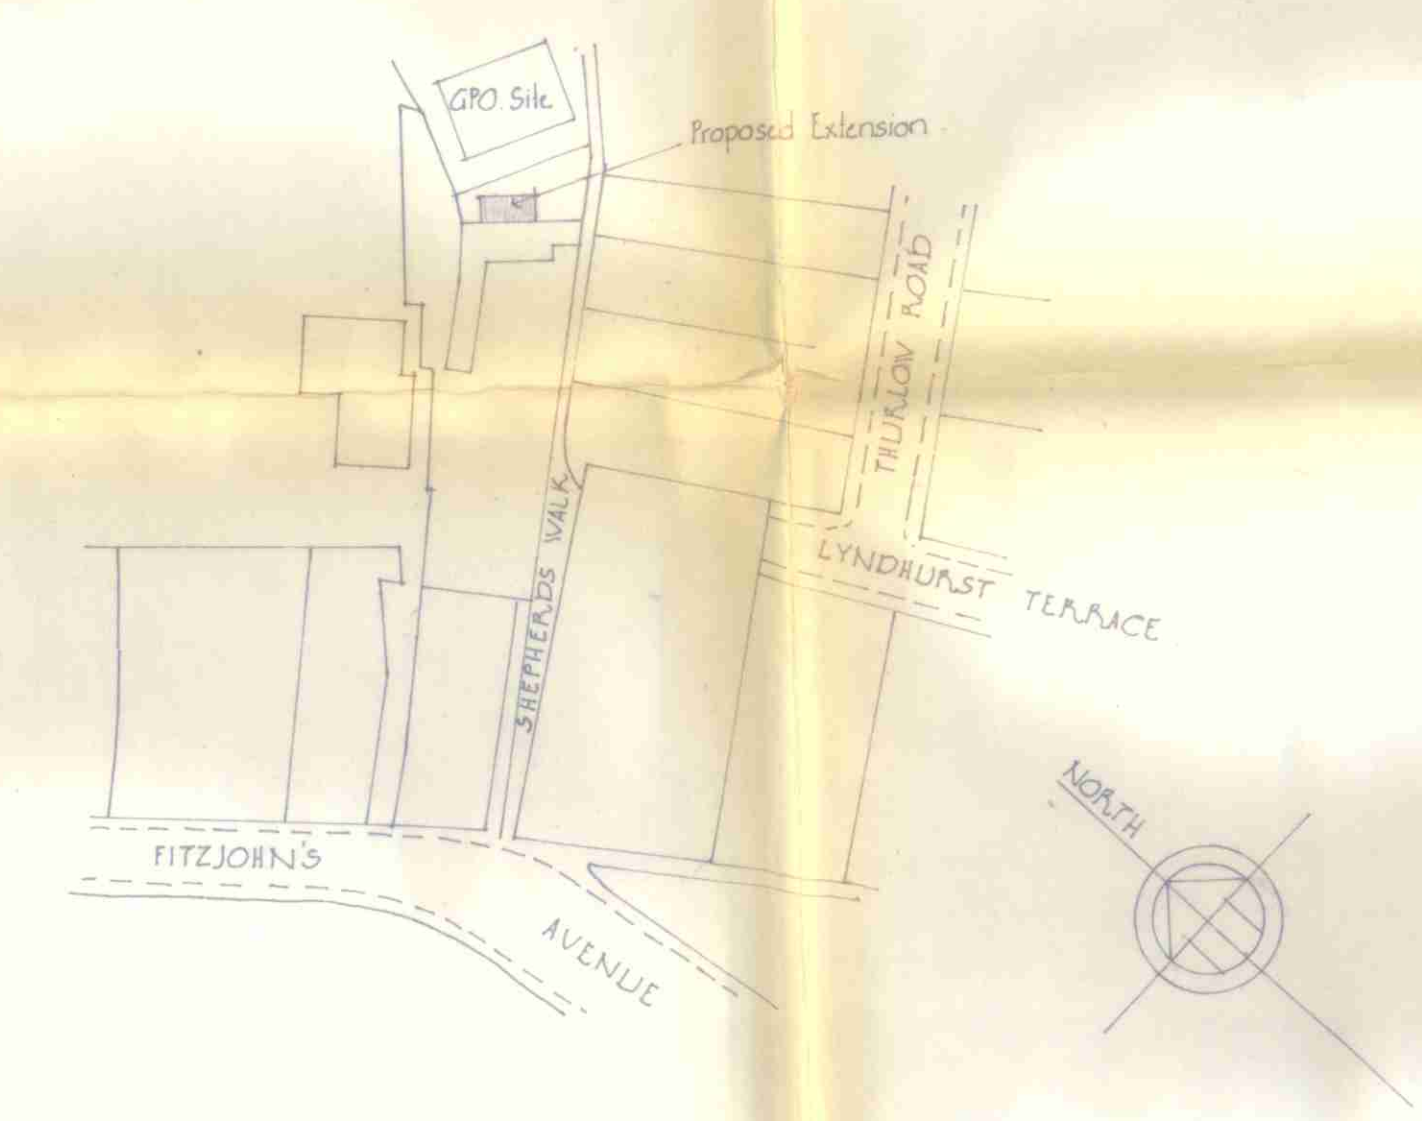 GPO. Site
Proposed Extension
THURLOW ROAD
SHEPHERDS WALK
LYNDHURST TERRACE
NORTH
FITZJOHN'S
AVENUE